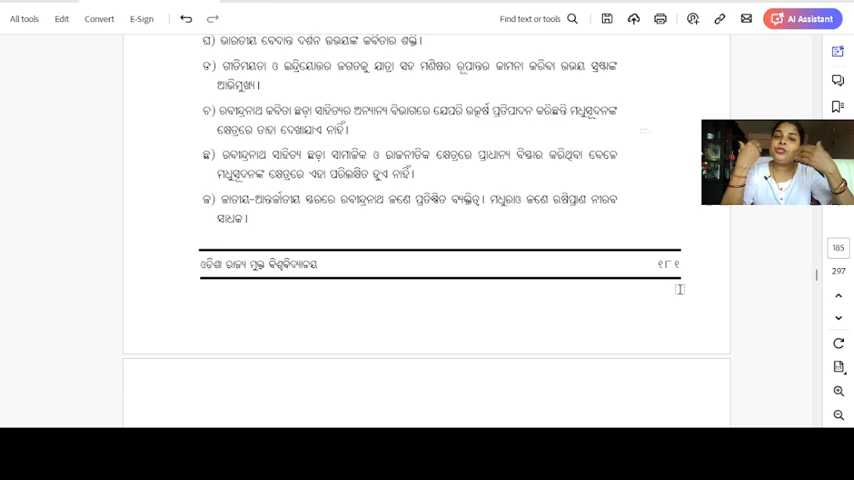 All tools Edit Convert E-Sign Find text or tools AI Assistant
ଘ) ଭାରତୀୟ ବେଦାନ୍ତ ଦର୍ଶନ ଉଭୟଙ୍କ କବିତାର ଶକ୍ତି।
ଙ) ଗୀତିମୟତା ଓ ଇନ୍ଦ୍ରିୟୋତ୍ତର ଜଗତକୁ ଯାତ୍ରା ସହ ମଣିଷର ରୂପାନ୍ତର କାମନା କରିବା ଉଭୟ ସ୍ରଷ୍ଟାଙ୍କ
ଆଭିମୁଖ୍ୟ।
ଚ) ରବୀନ୍ଦ୍ରନାଥ କବିତା ଛଡ଼ା ସାହିତ୍ୟର ଅନ୍ୟାନ୍ୟ ବିଭାଗରେ ଯେପରି ଉତ୍କର୍ଷ ପ୍ରତିପାଦନ କରିଛନ୍ତି ମଧୁସୂଦନଙ୍କ
କ୍ଷେତ୍ରରେ ତାହା ଦେଖାଯାଏ ନାହିଁ।
ଛ) ରବୀନ୍ଦ୍ରନାଥ ସାହିତ୍ୟ ଛଡ଼ା ସାମାଜିକ ଓ ରାଜନୀତିକ କ୍ଷେତ୍ରରେ ପ୍ରାଧାନ୍ୟ ବିସ୍ତାର କରିଥିବା ବେଳେ
ମଧୁସୂଦନଙ୍କ କ୍ଷେତ୍ରରେ ଏହା ପରିଲକ୍ଷିତ ହୁଏ ନାହିଁ।
ଜ) ଜାତୀୟ-ଆନ୍ତର୍ଜାତୀୟ ସ୍ତରରେ ରବୀନ୍ଦ୍ରନାଥ ଜଣେ ପ୍ରତିଷ୍ଠିତ ବ୍ୟକ୍ତିତ୍ୱ। ମଧୁରାଓ ଜଣେ ଋଷିପ୍ରାଣ ନୀରବ
ସାଧକ।
ଓଡ଼ିଶା ରାଜ୍ୟ ମୁକ୍ତ ବିଶ୍ୱବିଦ୍ୟାଳୟ ୧୮୧
185
297